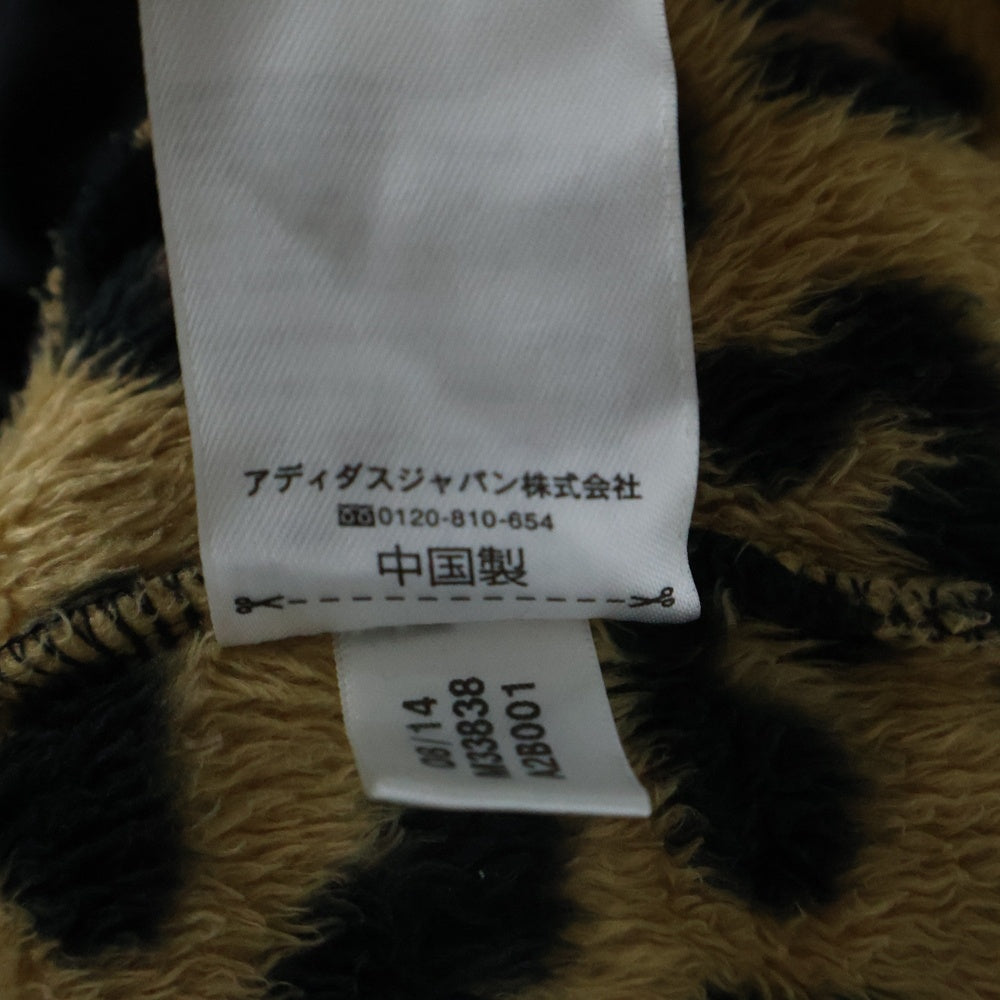 アディダスジャパン株式会社
0120-810-654
中国製
08/14
M33838
A2B001